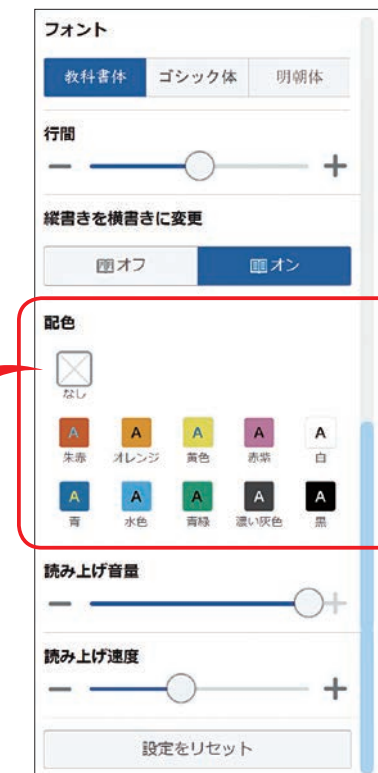 フォント
教科書体 ゴシック体 明朝体
行間
− +
縦書きを横書きに変更
オフ オン
配色
なし
A A A A A
朱赤 オレンジ 黄色 赤紫 白
A A A A A
青 水色 青緑 濃い灰色 黒
読み上げ音量
− +
読み上げ速度
− +
設定をリセット